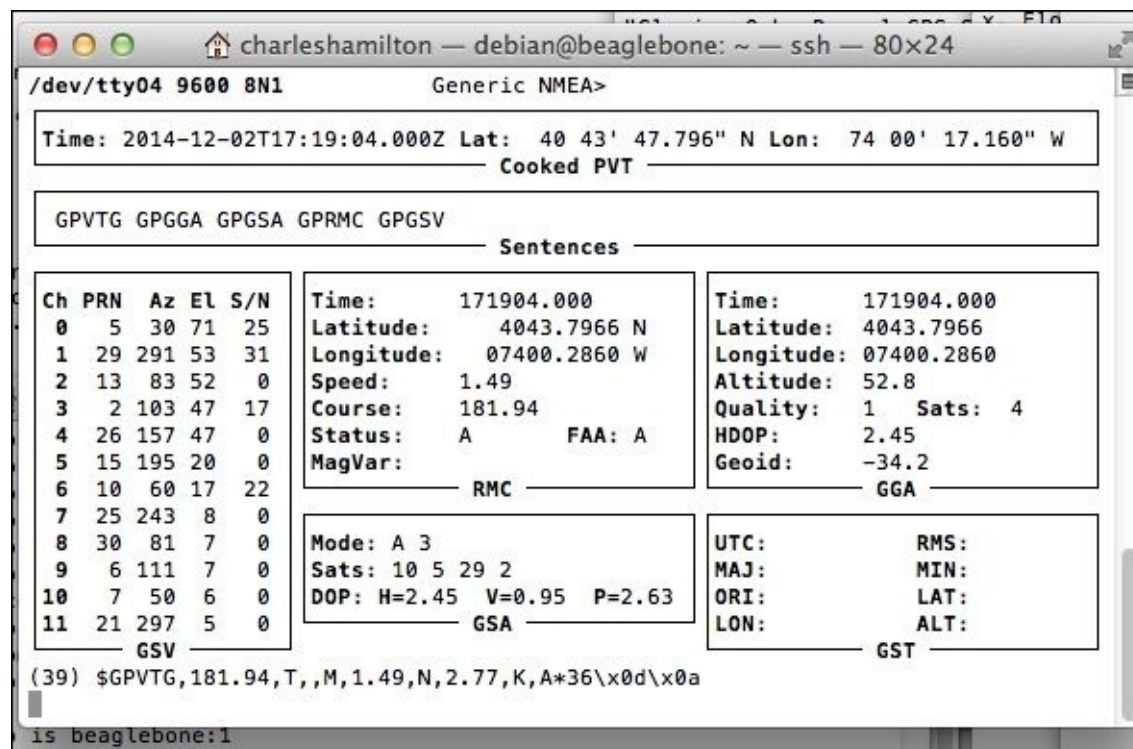 charleshamilton — debian@beaglebone: ~ — ssh — 80×24
/dev/ttyO4 9600 8N1 Generic NMEA>
Time: 2014-12-02T17:19:04.000Z Lat: 40 43' 47.796" N Lon: 74 00' 17.160" W
Cooked PVT
GPVTG GPGGA GPGSA GPRMC GPGSV
Sentences
Ch PRN Az El S/N
0 5 30 71 25
1 29 291 53 31
2 13 83 52 0
3 2 103 47 17
4 26 157 47 0
5 15 195 20 0
6 10 60 17 22
7 25 243 8 0
8 30 81 7 0
9 6 111 7 0
10 7 50 6 0
11 21 297 5 0
GSV
Time: 171904.000
Latitude: 4043.7966 N
Longitude: 07400.2860 W
Speed: 1.49
Course: 181.94
Status: A FAA: A
MagVar:
RMC
Time: 171904.000
Latitude: 4043.7966
Longitude: 07400.2860
Altitude: 52.8
Quality: 1 Sats: 4
HDOP: 2.45
Geoid: -34.2
GGA
Mode: A 3
Sats: 10 5 29 2
DOP: H=2.45 V=0.95 P=2.63
GSA
UTC: RMS:
MAJ: MIN:
ORI: LAT:
LON: ALT:
GST
(39) $GPVTG,181.94,T,,M,1.49,N,2.77,K,A*36\x0d\x0a
is beaglebone:1